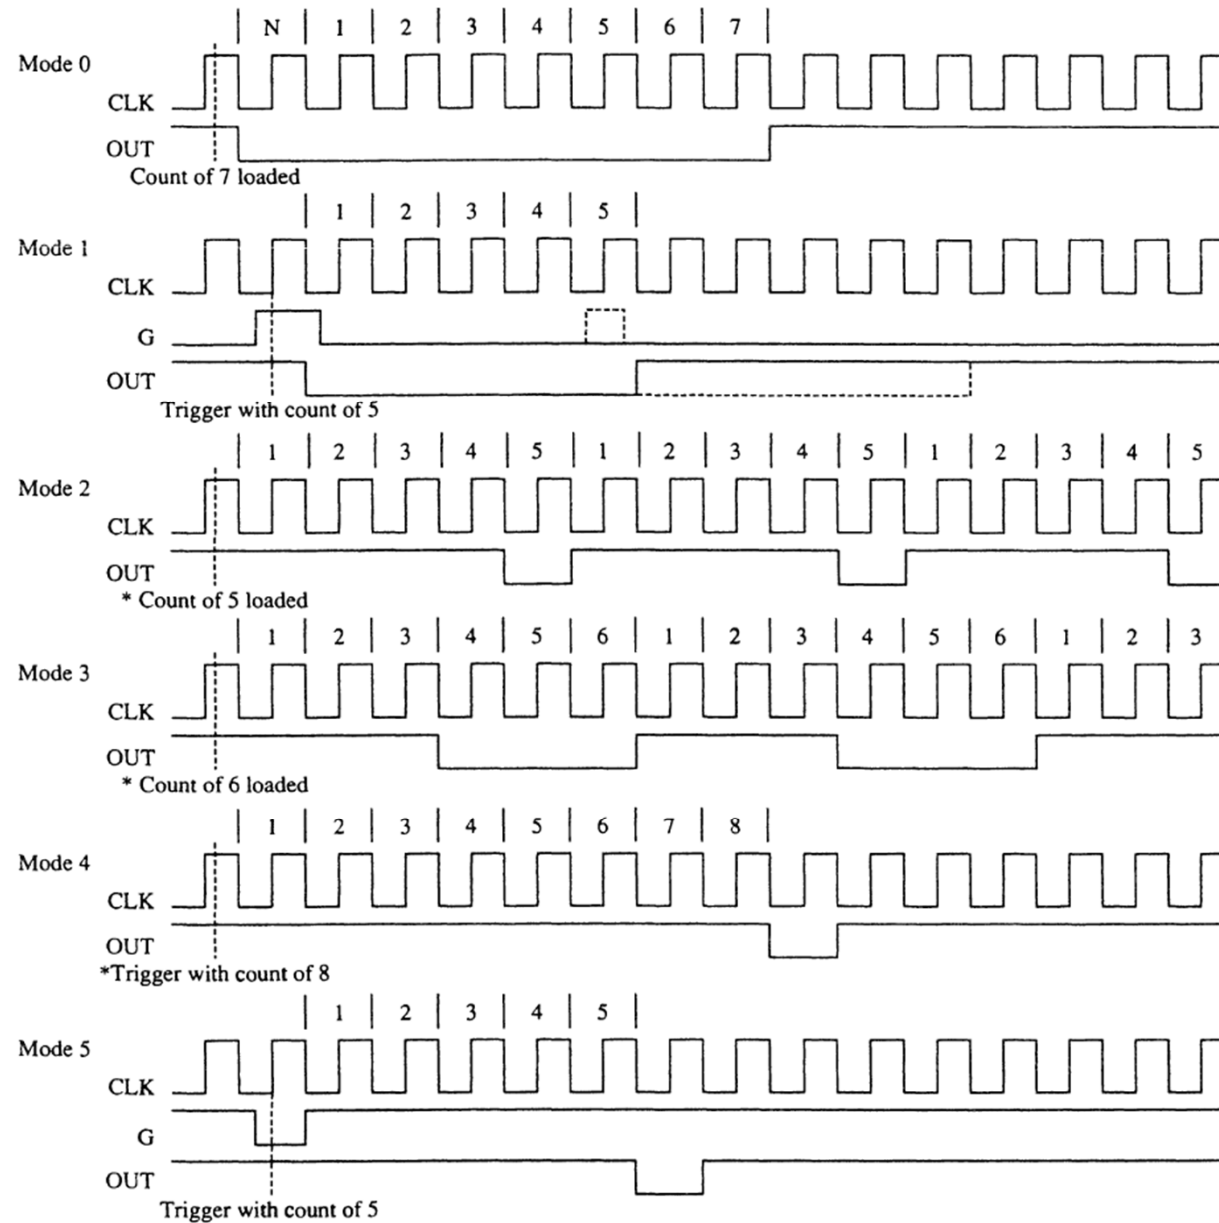 N 1 2 3 4 5 6 7
Mode 0
CLK
OUT
Count of 7 loaded
1 2 3 4 5
Mode 1
CLK
G
OUT
Trigger with count of 5
1 2 3 4 5 1 2 3 4 5 1 2 3 4 5
Mode 2
CLK
OUT
* Count of 5 loaded
1 2 3 4 5 6 1 2 3 4 5 6 1 2 3
Mode 3
CLK
OUT
* Count of 6 loaded
1 2 3 4 5 6 7 8
Mode 4
CLK
OUT
*Trigger with count of 8
1 2 3 4 5
Mode 5
CLK
G
OUT
Trigger with count of 5